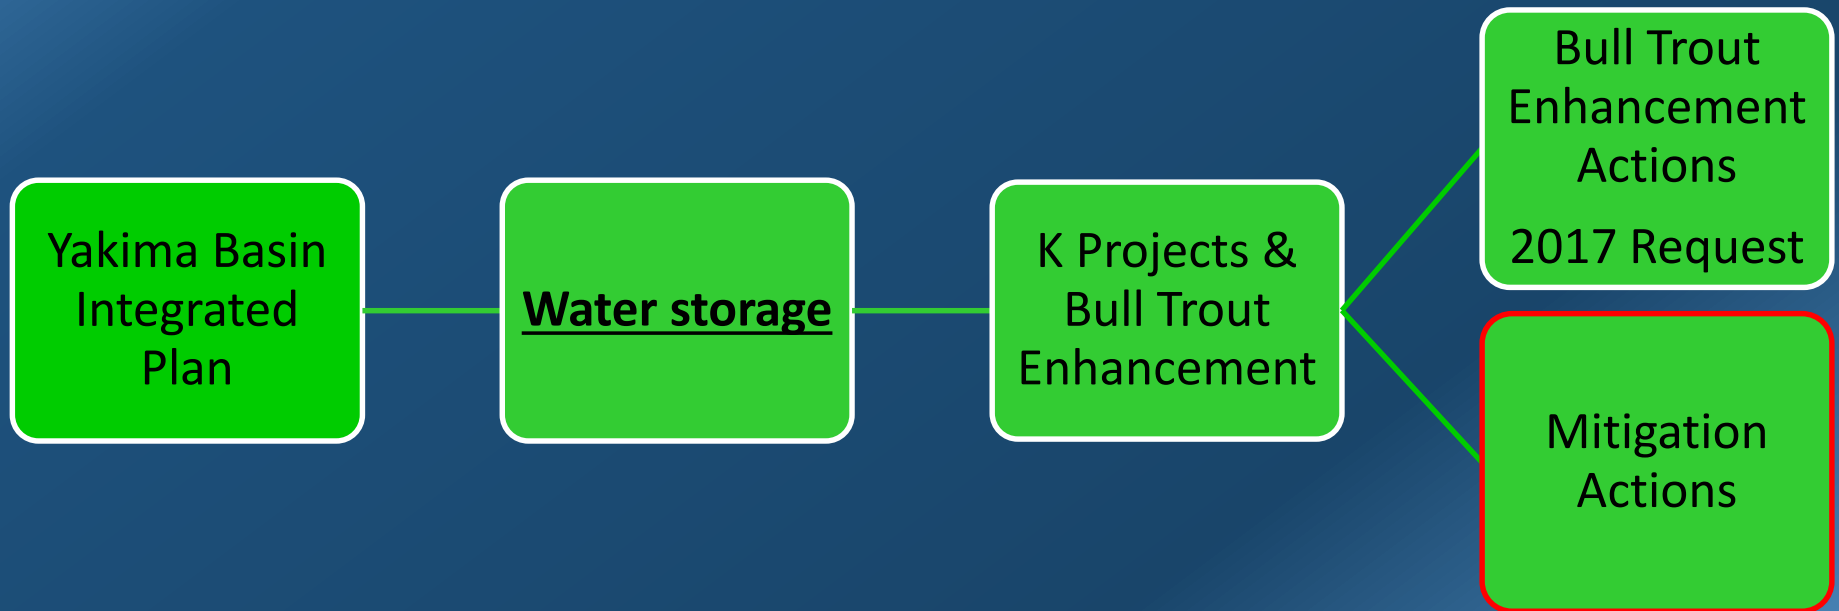 Yakima Basin
Integrated
Plan
Water storage
K Projects &
Bull Trout
Enhancement
Bull Trout
Enhancement
Actions
2017 Request
Mitigation
Actions